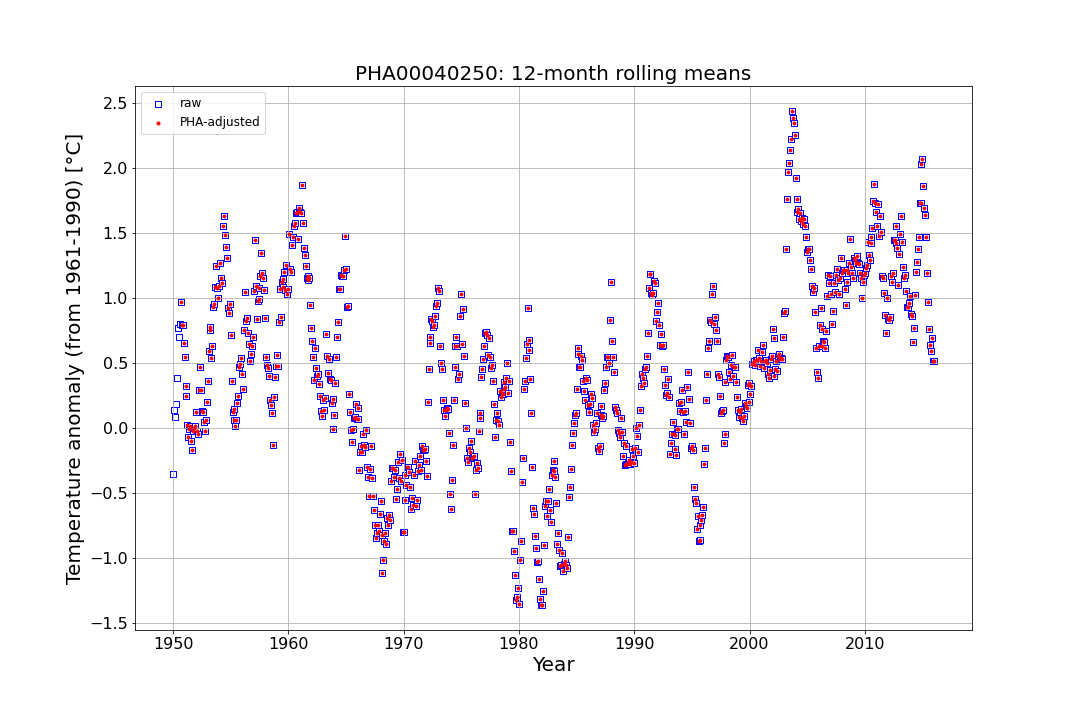 PHA00040250: 12-month rolling means
raw
PHA-adjusted
Temperature anomaly (from 1961-1990) [°C]
2.5
2.0
1.5
1.0
0.5
0.0
−0.5
−1.0
−1.5
1950 1960 1970 1980 1990 2000 2010
Year